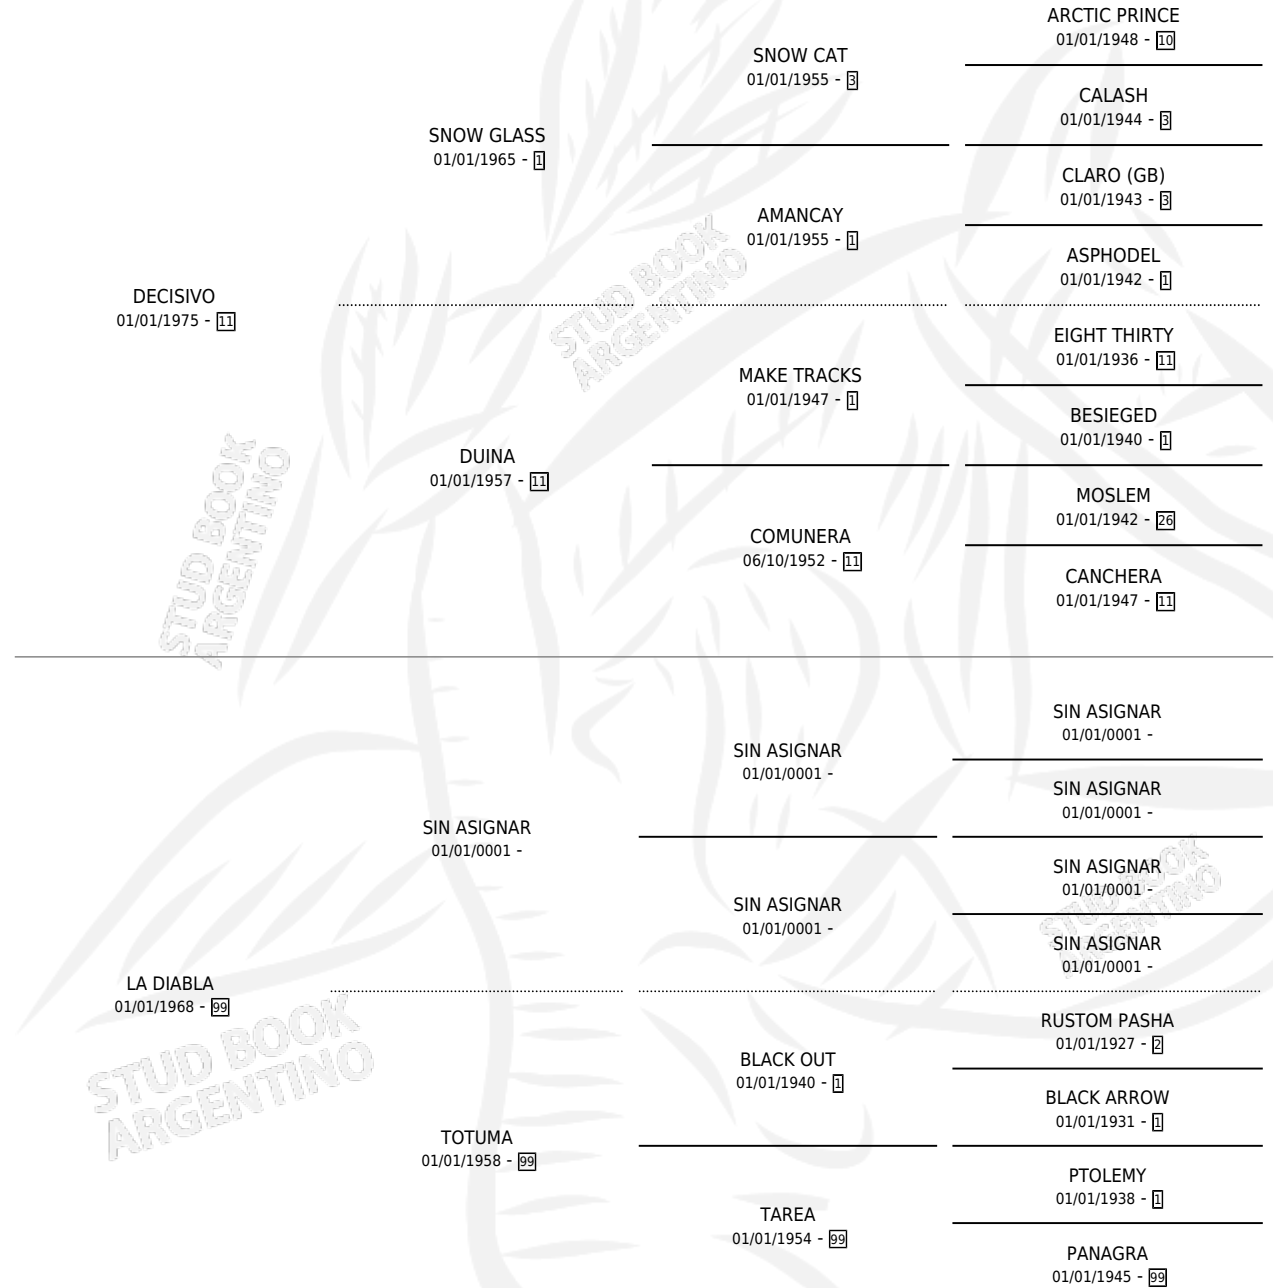 ARCTIC PRINCE
01/01/1948 - 10
SNOW CAT
01/01/1955 - 3
CALASH
01/01/1944 - 3
SNOW GLASS
01/01/1965 - 1
CLARO (GB)
01/01/1943 - 3
AMANCAY
01/01/1955 - 1
ASPHODEL
01/01/1942 - 1
DECISIVO
01/01/1975 - 11
STUD BOOK
ARGENTINO
EIGHT THIRTY
01/01/1936 - 11
MAKE TRACKS
01/01/1947 - 1
BESIEGED
01/01/1940 - 1
DUINA
01/01/1957 - 11
MOSLEM
01/01/1942 - 26
COMUNERA
06/10/1952 - 11
CANCHERA
01/01/1947 - 11
STUD BOOK
ARGENTINO
SIN ASIGNAR
01/01/0001 -
SIN ASIGNAR
01/01/0001 -
SIN ASIGNAR
01/01/0001 -
SIN ASIGNAR
01/01/0001 -
SIN ASIGNAR
01/01/0001 -
SIN ASIGNAR
01/01/0001 -
SIN ASIGNAR
01/01/0001 -
STUD BOOK
ARGENTINO
LA DIABLA
01/01/1968 - 99
RUSTOM PASHA
01/01/1927 - 2
BLACK OUT
01/01/1940 - 1
BLACK ARROW
01/01/1931 - 1
STUD BOOK
ARGENTINO
TOTUMA
01/01/1958 - 99
PTOLEMY
01/01/1938 - 1
TAREA
01/01/1954 - 99
PANAGRA
01/01/1945 - 99